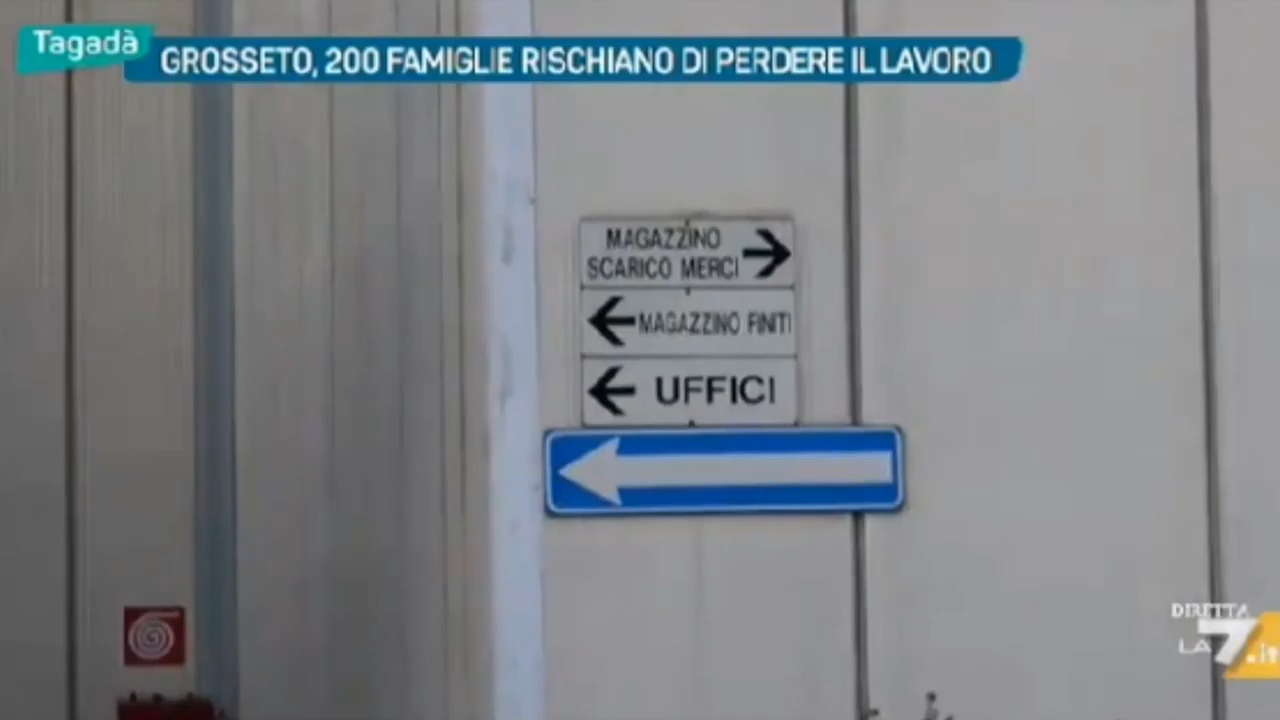 Tagadà
GROSSETO, 200 FAMIGLIE RISCHIANO DI PERDERE IL LAVORO
MAGAZZINO
SCARICO MERCI
MAGAZZINO FINITI
UFFICI
DIRETTA
LA7.it